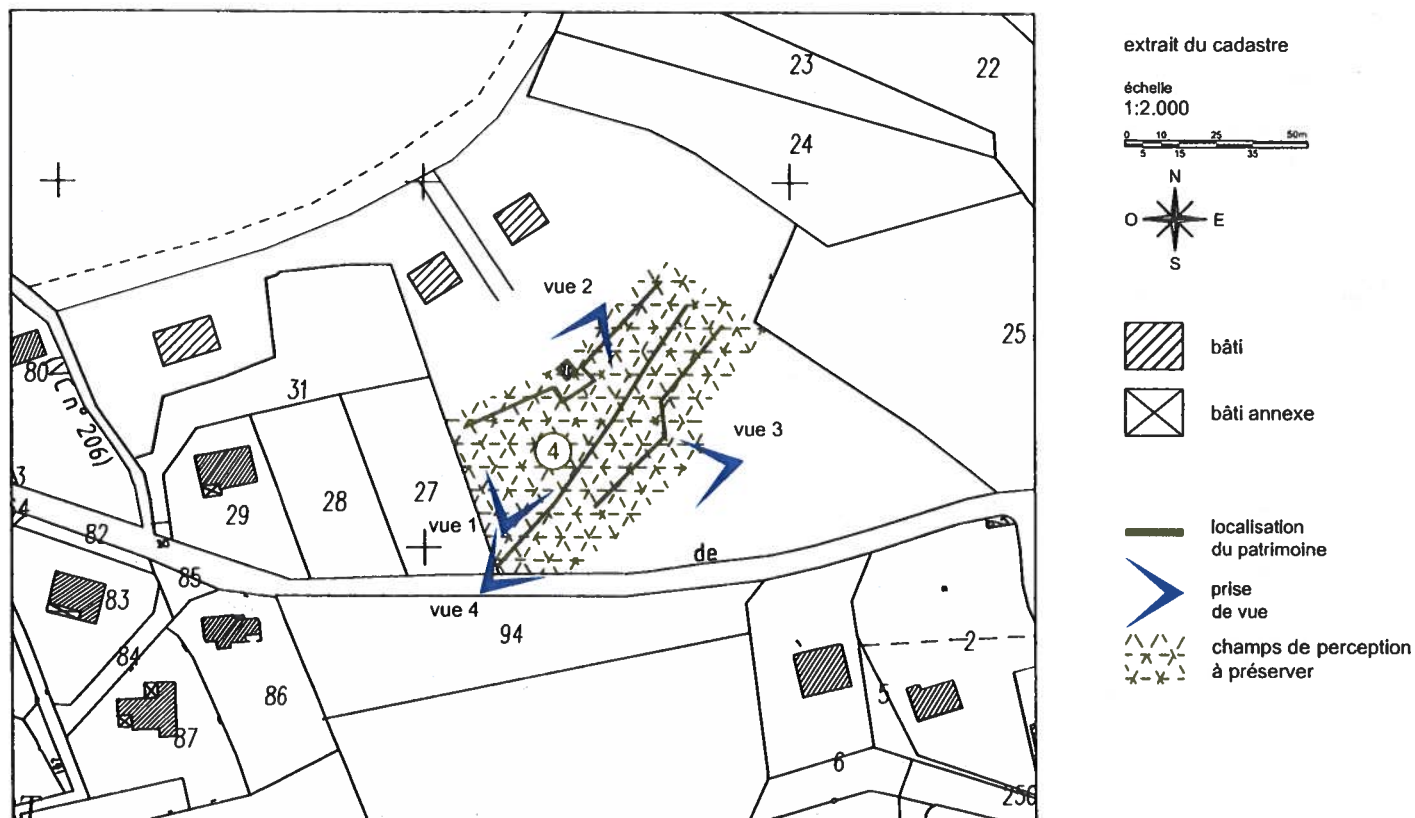 extrait du cadastre
échelle
1:2.000
0 10 25 50m
5 15 35
N
O E
S
bâti
bâti annexe
localisation
du patrimoine
prise
de vue
champs de perception
à préserver
23
22
24
25
vue 2
80
C n° 206)
31
vue 3
4
29
28
27
vue 1
82
85
de
83
vue 4
94
84
86
2
5
87
6